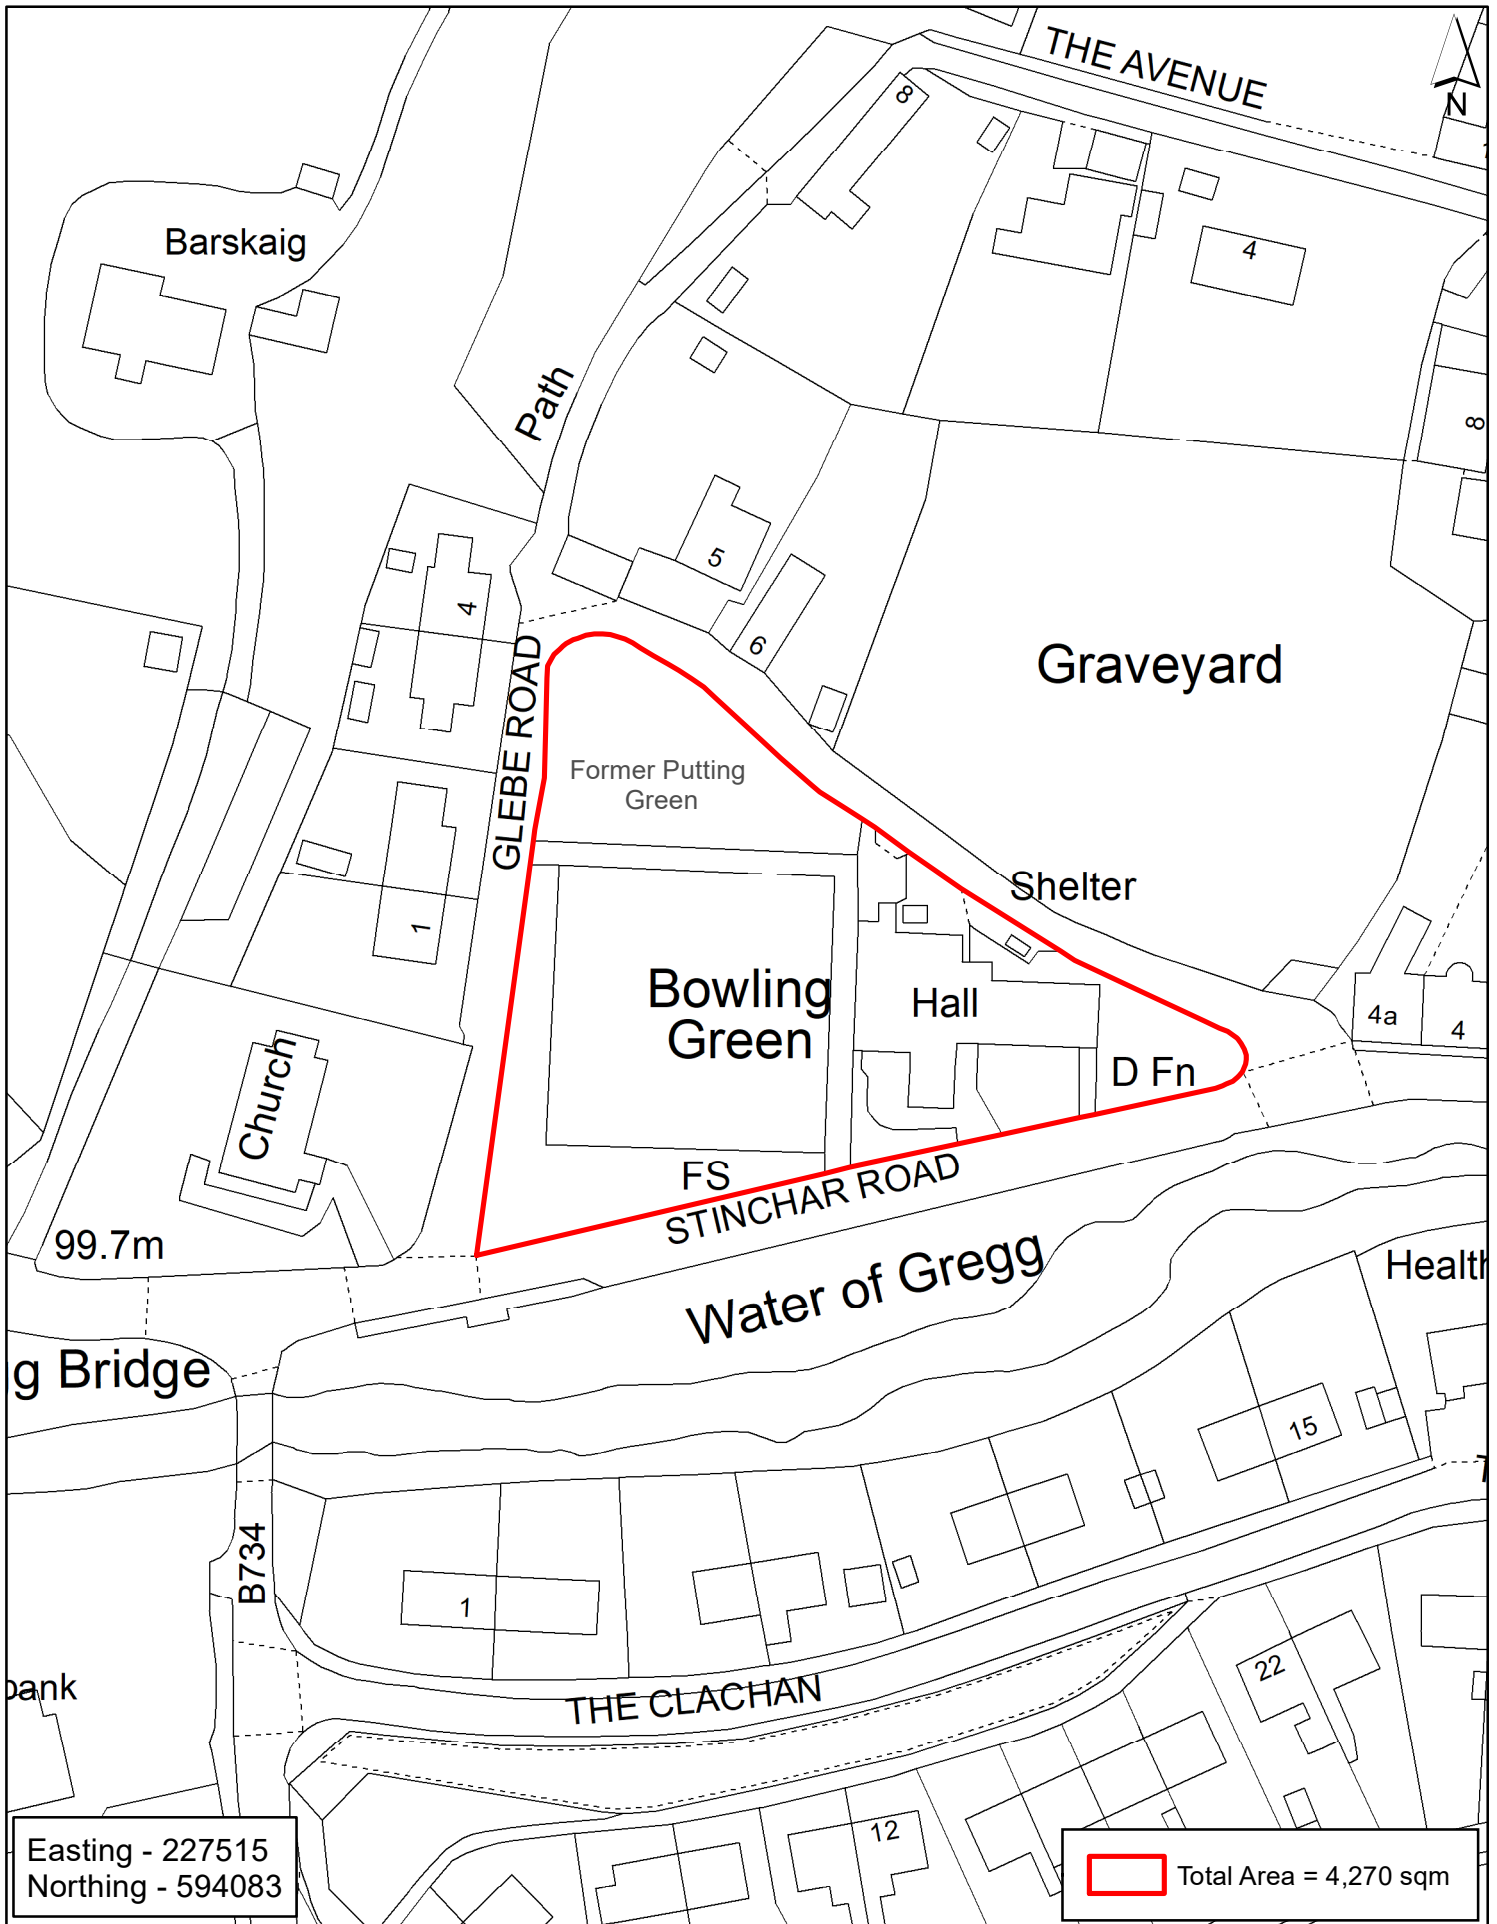 THE AVENUE
N
8
Barskaig
4
Path
8
5
4
6
Graveyard
GLEBE ROAD
Former Putting
Green
Shelter
1
Bowling
Green
Hall
4a
4
Church
D Fn
FS
STINCHAR ROAD
99.7m
Water of Gregg
Health
g Bridge
15
B734
1
THE CLACHAN
22
bank
12
Easting - 227515
Northing - 594083
Total Area = 4,270 sqm